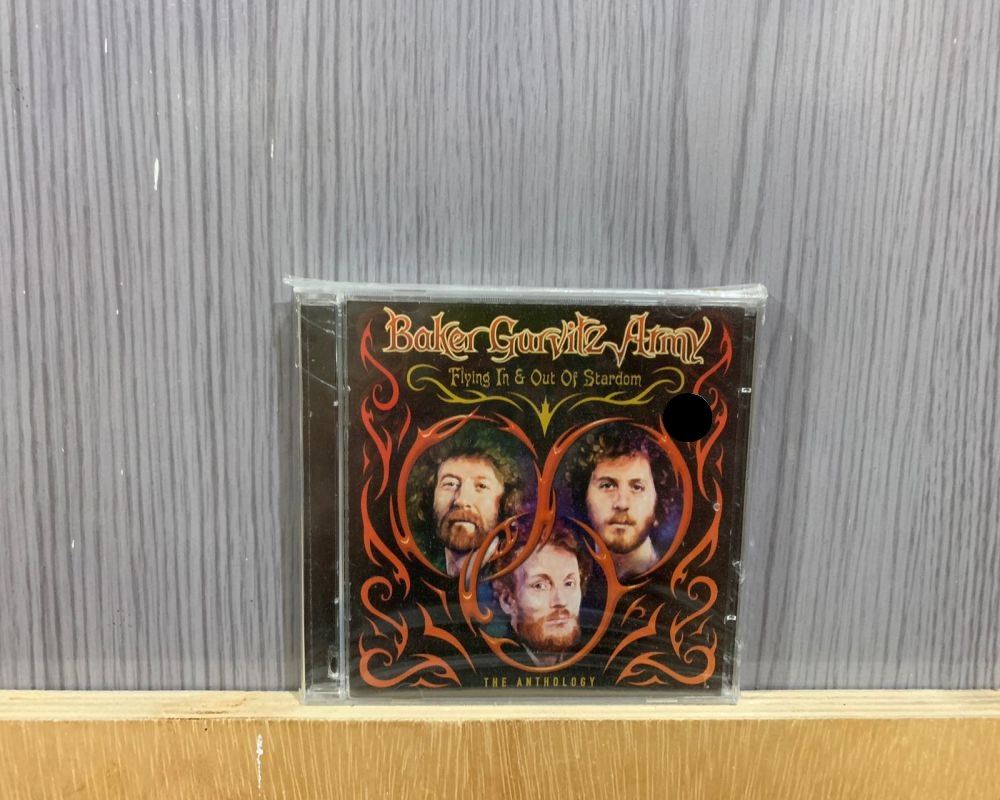 Baker Gurvitz Army
Flying In & Out Of Stardom
THE ANTHOLOGY